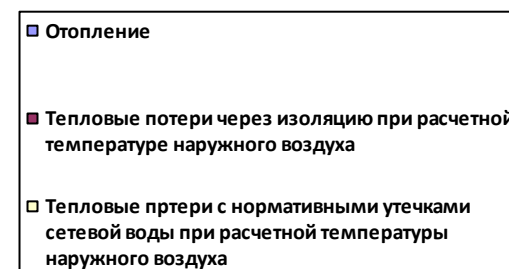 Отопление
Тепловые потери через изоляцию при расчетной
температуре наружного воздуха
Тепловые пртери с нормативными утечками
сетевой воды при расчетной температуры
наружного воздуха